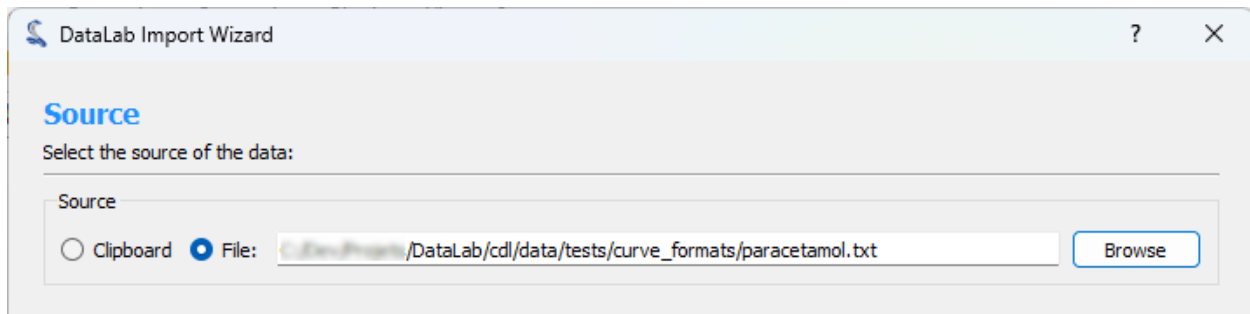 DataLab Import Wizard ?
Source
Select the source of the data:
Source
Clipboard File: /DataLab/cdl/data/tests/curve_formats/paracetamol.txt Browse